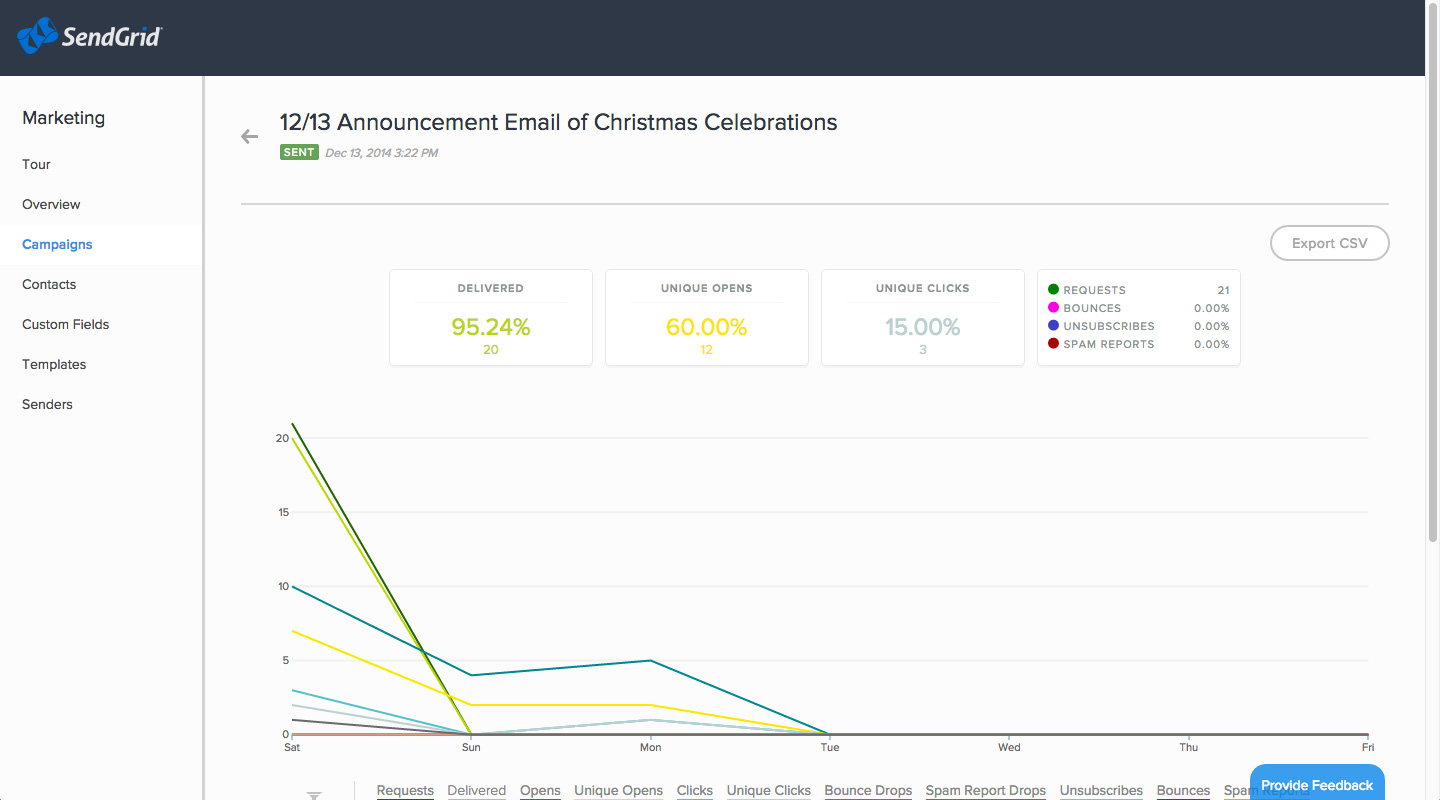 SendGrid
Marketing
Tour
Overview
Campaigns
Contacts
Custom Fields
Templates
Senders
12/13 Announcement Email of Christmas Celebrations
SENT Dec 13, 2014 3:22 PM
Export CSV
DELIVERED
95.24%
20
UNIQUE OPENS
60.00%
12
UNIQUE CLICKS
15.00%
3
REQUESTS 21
BOUNCES 0.00%
UNSUBSCRIBES 0.00%
SPAM REPORTS 0.00%
20
15
10
5
0
Sat Sun Mon Tue Wed Thu Fri
Requests Delivered Opens Unique Opens Clicks Unique Clicks Bounce Drops Spam Report Drops Unsubscribes Bounces Spam Reports
Provide Feedback